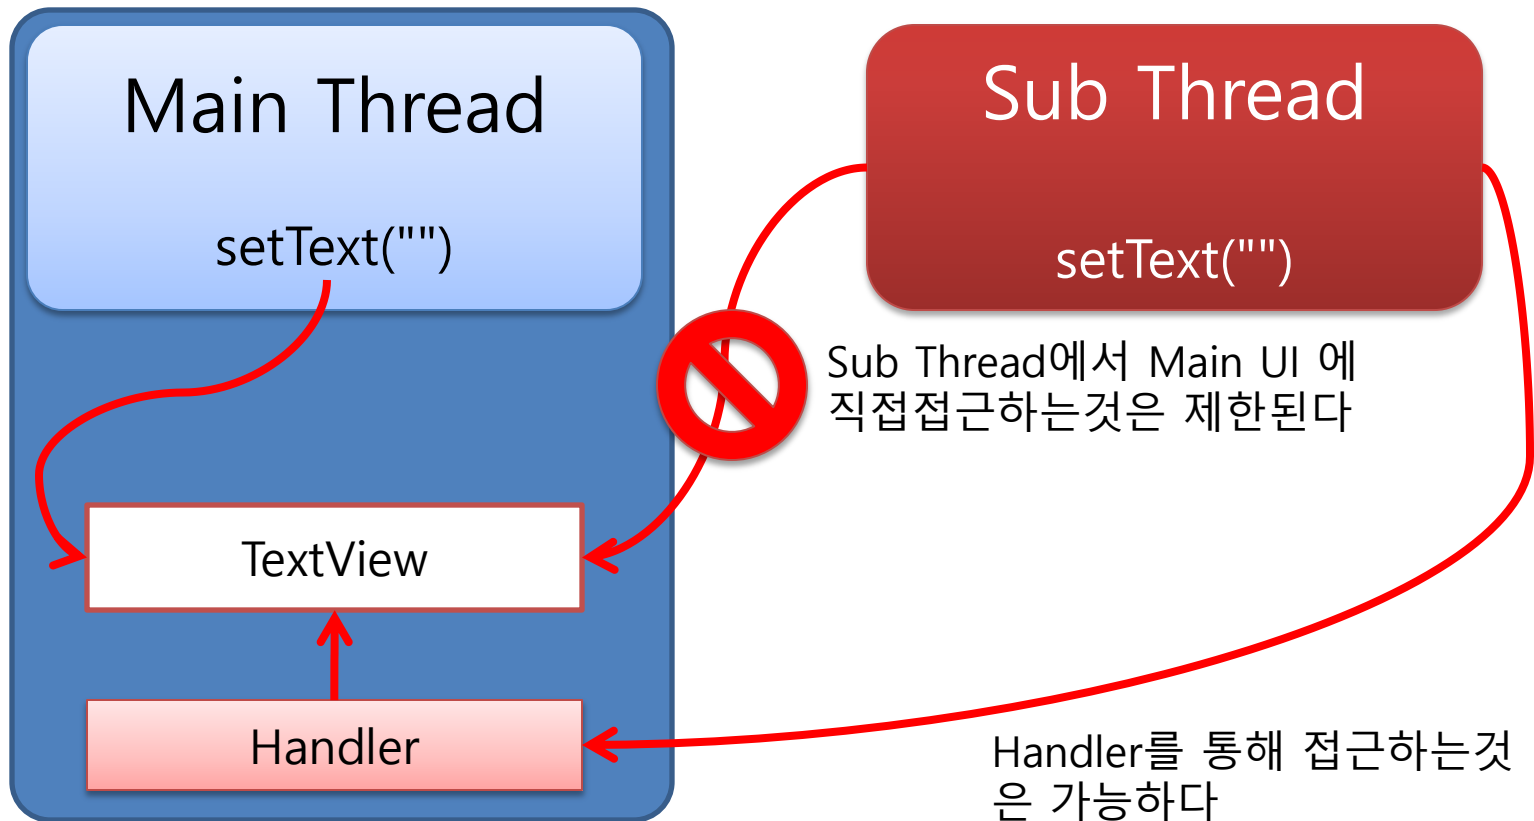 Main Thread
setText("")
Sub Thread
setText("")
Sub Thread에서 Main UI 에
직접접근하는것은 제한된다
TextView
Handler
Handler를 통해 접근하는것
은 가능하다